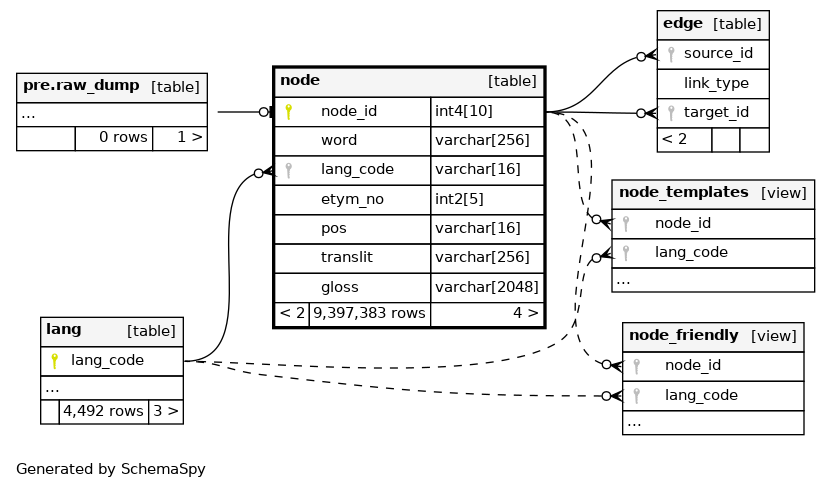 pre.raw_dump [table]
...
0 rows 1 >
node [table]
node_id int4[10]
word varchar[256]
lang_code varchar[16]
etym_no int2[5]
pos varchar[16]
translit varchar[256]
gloss varchar[2048]
< 2 9,397,383 rows 4 >
edge [table]
source_id
link_type
target_id
< 2
node_templates [view]
node_id
lang_code
...
lang [table]
lang_code
...
4,492 rows 3 >
node_friendly [view]
node_id
lang_code
...
Generated by SchemaSpy